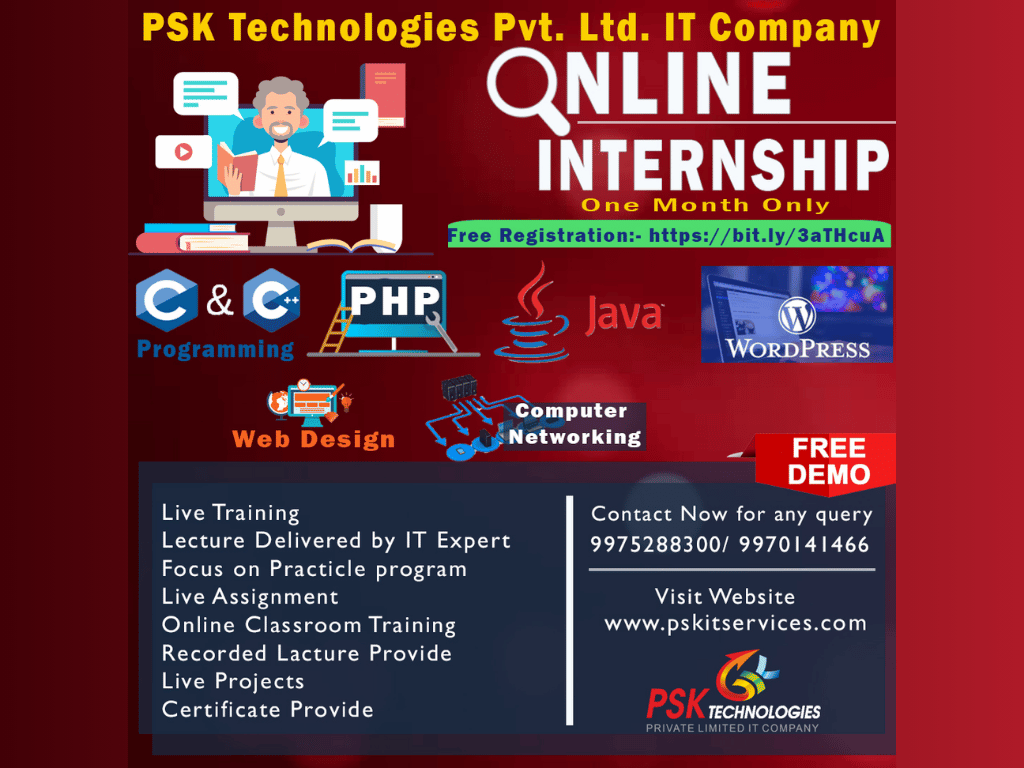 PSK Technologies Pvt. Ltd. IT Company
ONLINE
INTERNSHIP
One Month Only
Free Registration:- https://bit.ly/3aTHcuA
C & C++
Programming
PHP
Java
WORDPRESS
Web Design
Computer
Networking
FREE
DEMO
Live Training
Lecture Delivered by IT Expert
Focus on Practicle program
Live Assignment
Online Classroom Training
Recorded Lacture Provide
Live Projects
Certificate Provide
Contact Now for any query
9975288300/ 9970141466
Visit Website
www.pskitservices.com
PSK TECHNOLOGIES
PRIVATE LIMITED IT COMPANY